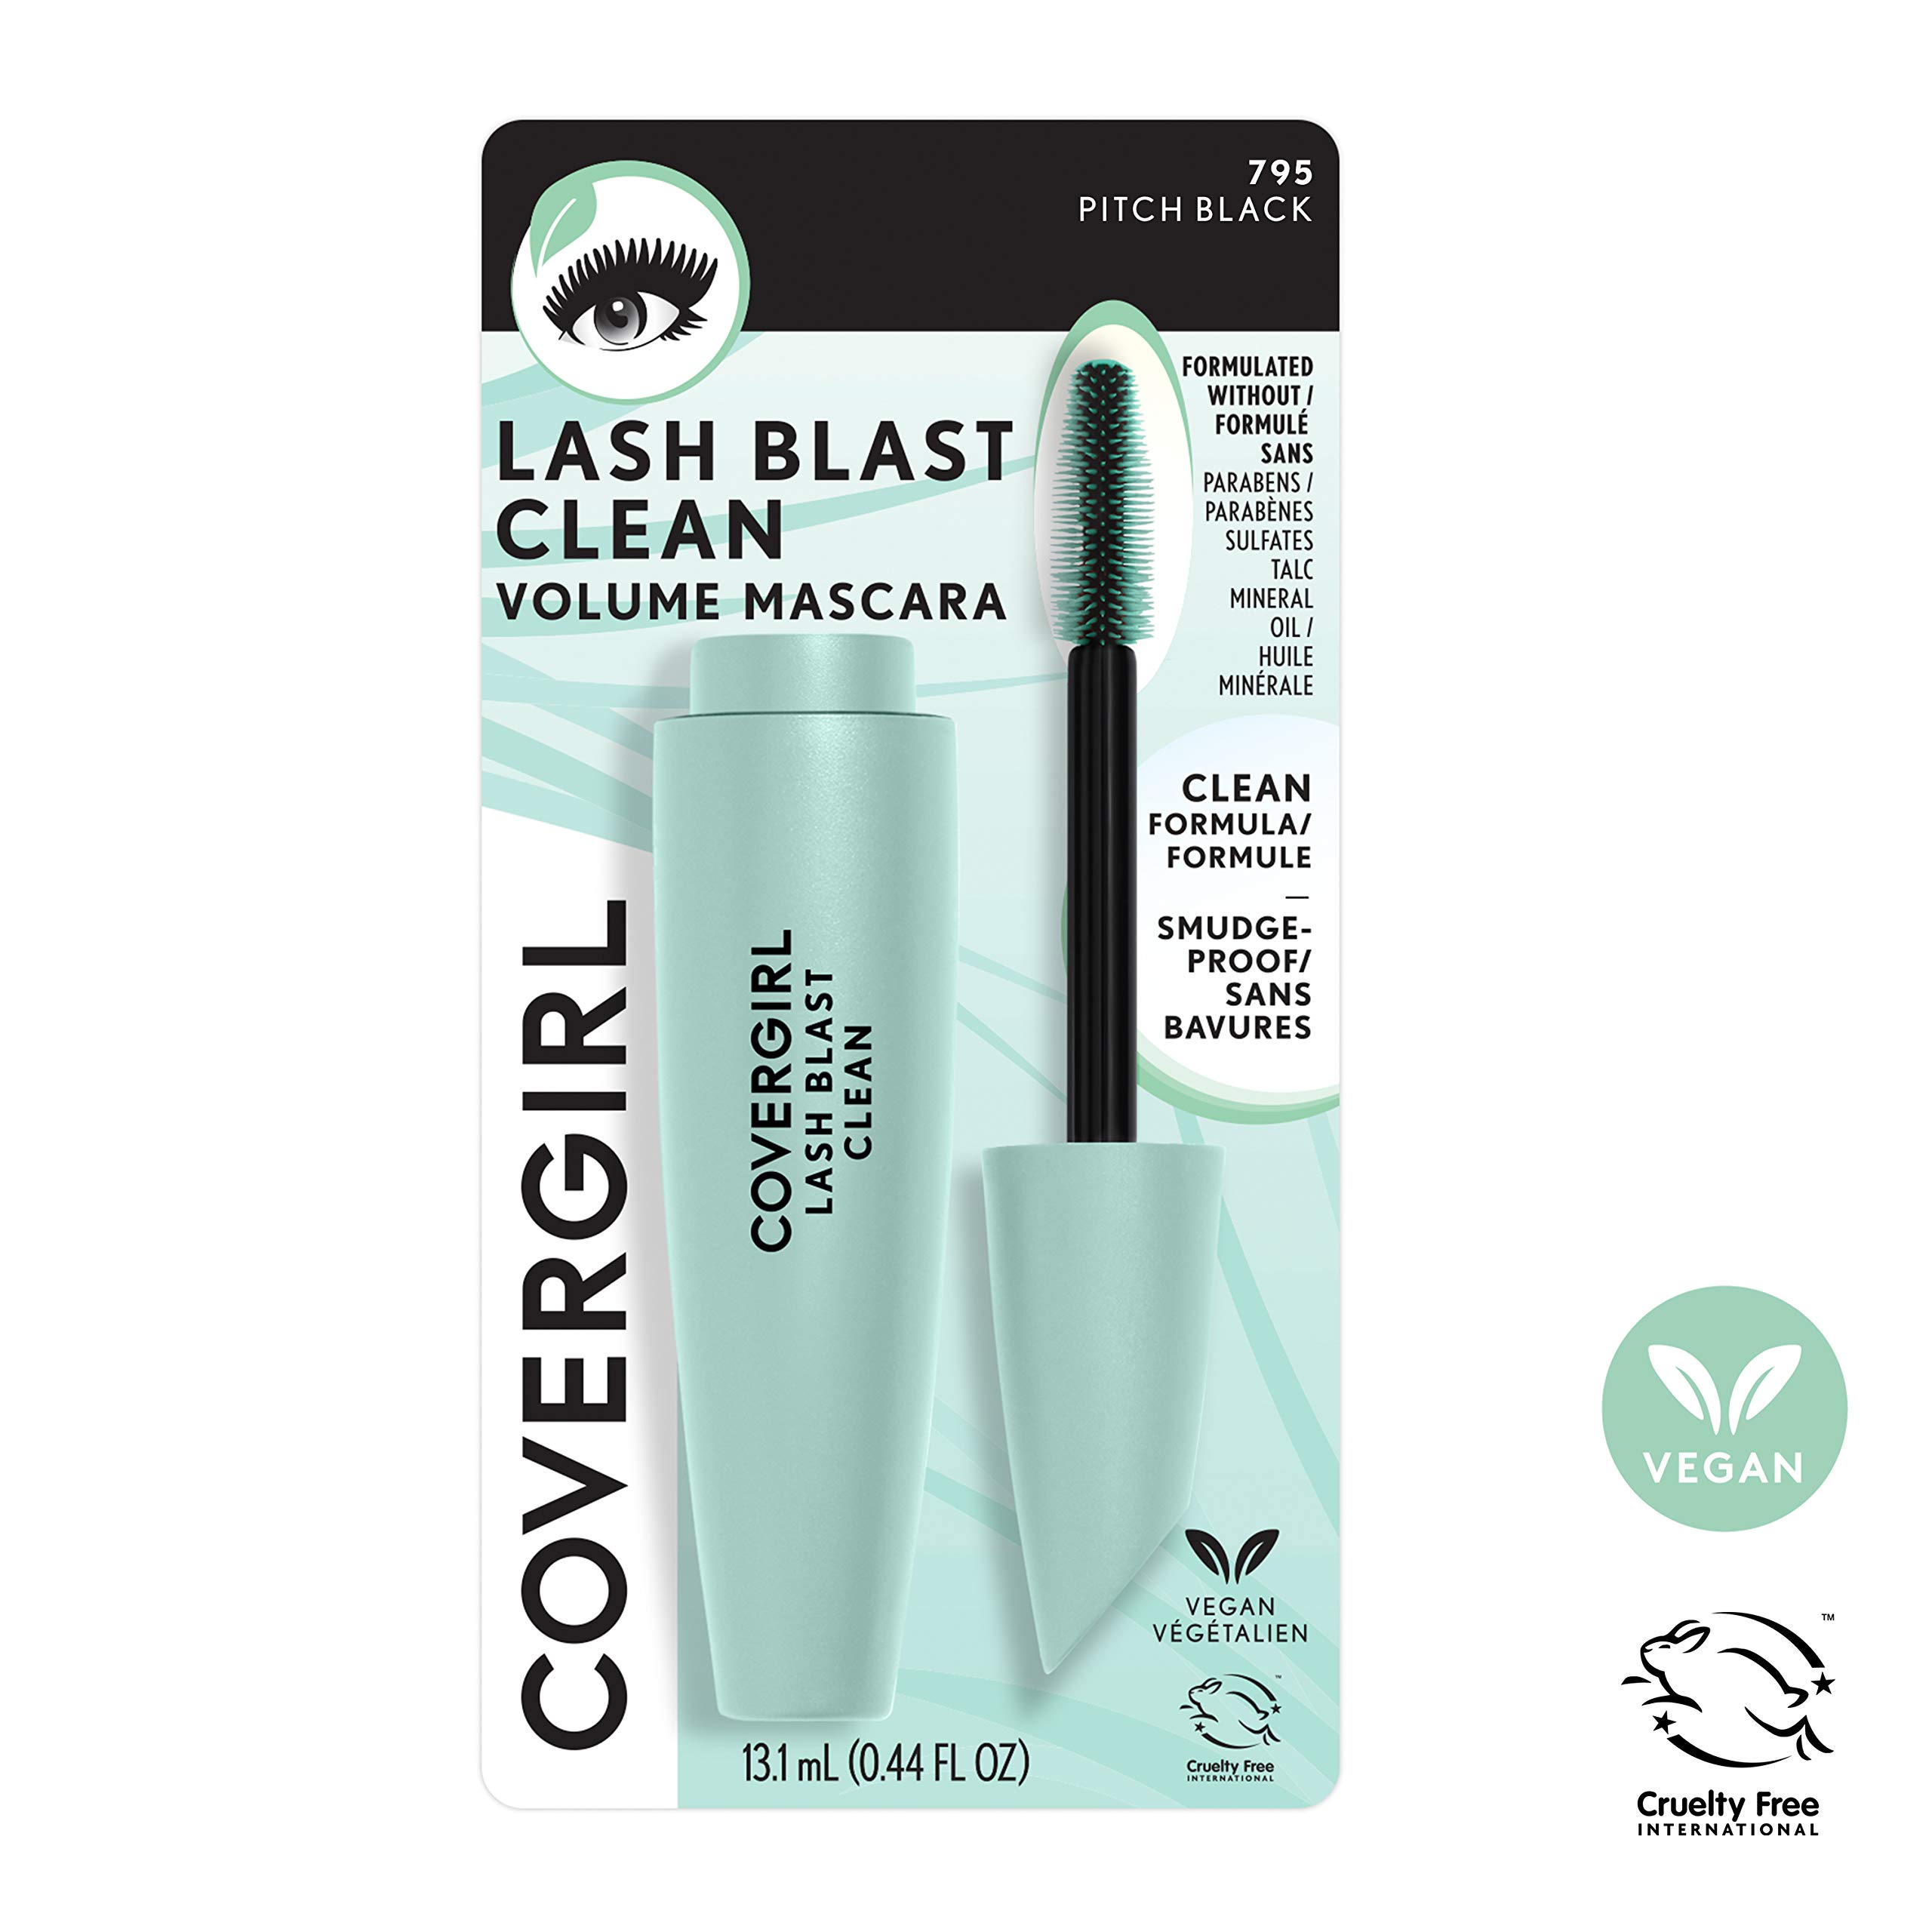 795
PITCH BLACK
LASH BLAST
CLEAN
VOLUME MASCARA
FORMULATED
WITHOUT /
FORMULÉ
SANS
PARABENS /
PARABÈNES
SULFATES
TALC
MINERAL
OIL /
HUILE
MINÉRALE
CLEAN
FORMULA/
FORMULE
SMUDGE-
PROOF/
SANS
BAVURES
COVERGIRL
COVERGIRL
LASH BLAST
CLEAN
VEGAN
VÉGÉTALIEN
TM
Cruelty Free
INTERNATIONAL
13.1 mL (0.44 FL OZ)
VEGAN
TM
Cruelty Free
INTERNATIONAL